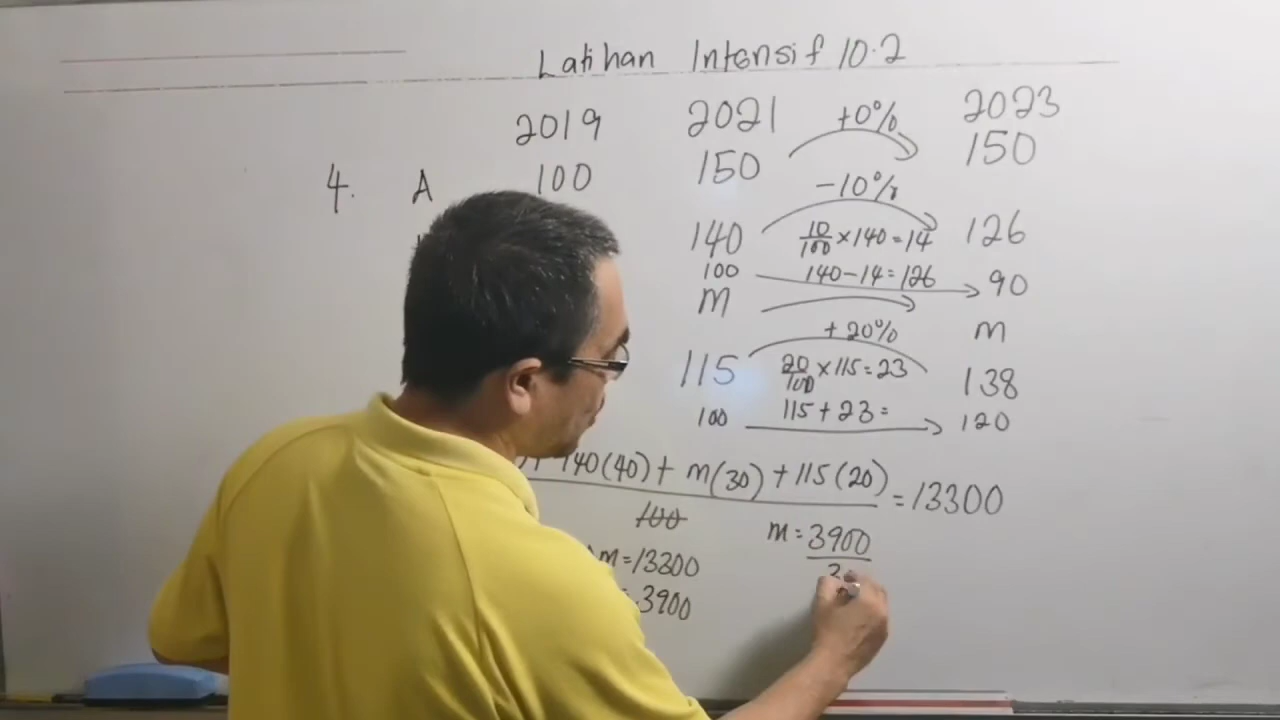 Latihan Intensif 10.2
2019 2021 +0% 2023
4. A 100 150 150
-10%
140 10/100 × 140 = 14 126
100 140 - 14 = 126 90
m m
+20%
115 20/100 × 115 = 23 138
100 115 + 23 = 120
140(40) + m(30) + 115(20) = 13300
100
m = 3900
m = 13300
3900